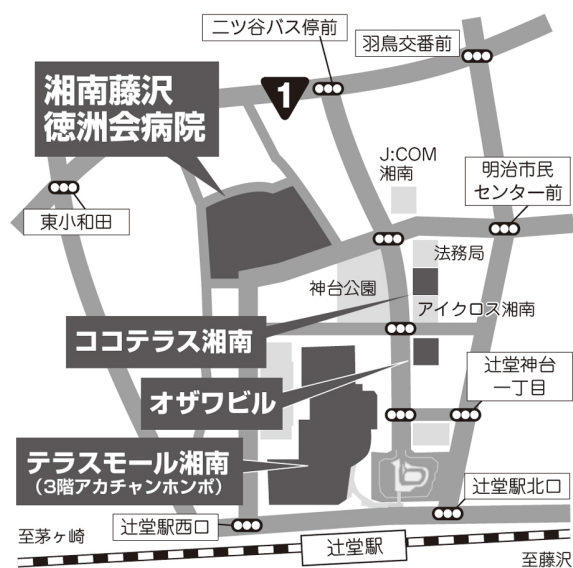 二ツ谷バス停前
羽鳥交番前
湘南藤沢
徳洲会病院
1
J:COM
湘南
明治市民
センター前
東小和田
法務局
神台公園
アイクロス湘南
ココテラス湘南
辻堂神台
一丁目
オザワビル
テラスモール湘南
（3階アカチャンホンポ）
辻堂駅北口
辻堂駅西口
至茅ヶ崎
辻堂駅
至藤沢